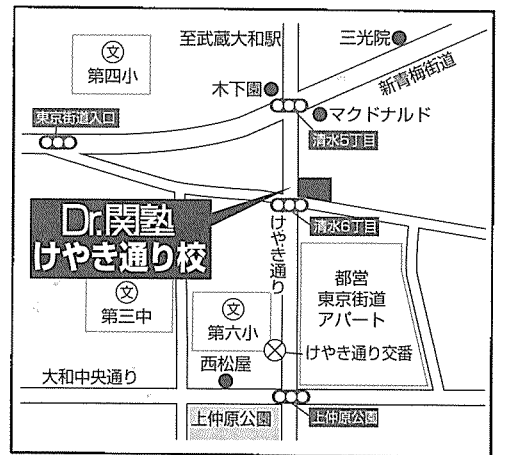 至武蔵大和駅
三光院
文
第四小
新青梅街道
木下園
マクドナルド
東京街道入口
清水5丁目
Dr.関塾
けやき通り校
清水6丁目
けやき通り
都営
東京街道
アパート
文
第三中
文
第六小
けやき通り交番
西松屋
大和中央通り
上仲原公園
上仲原公園